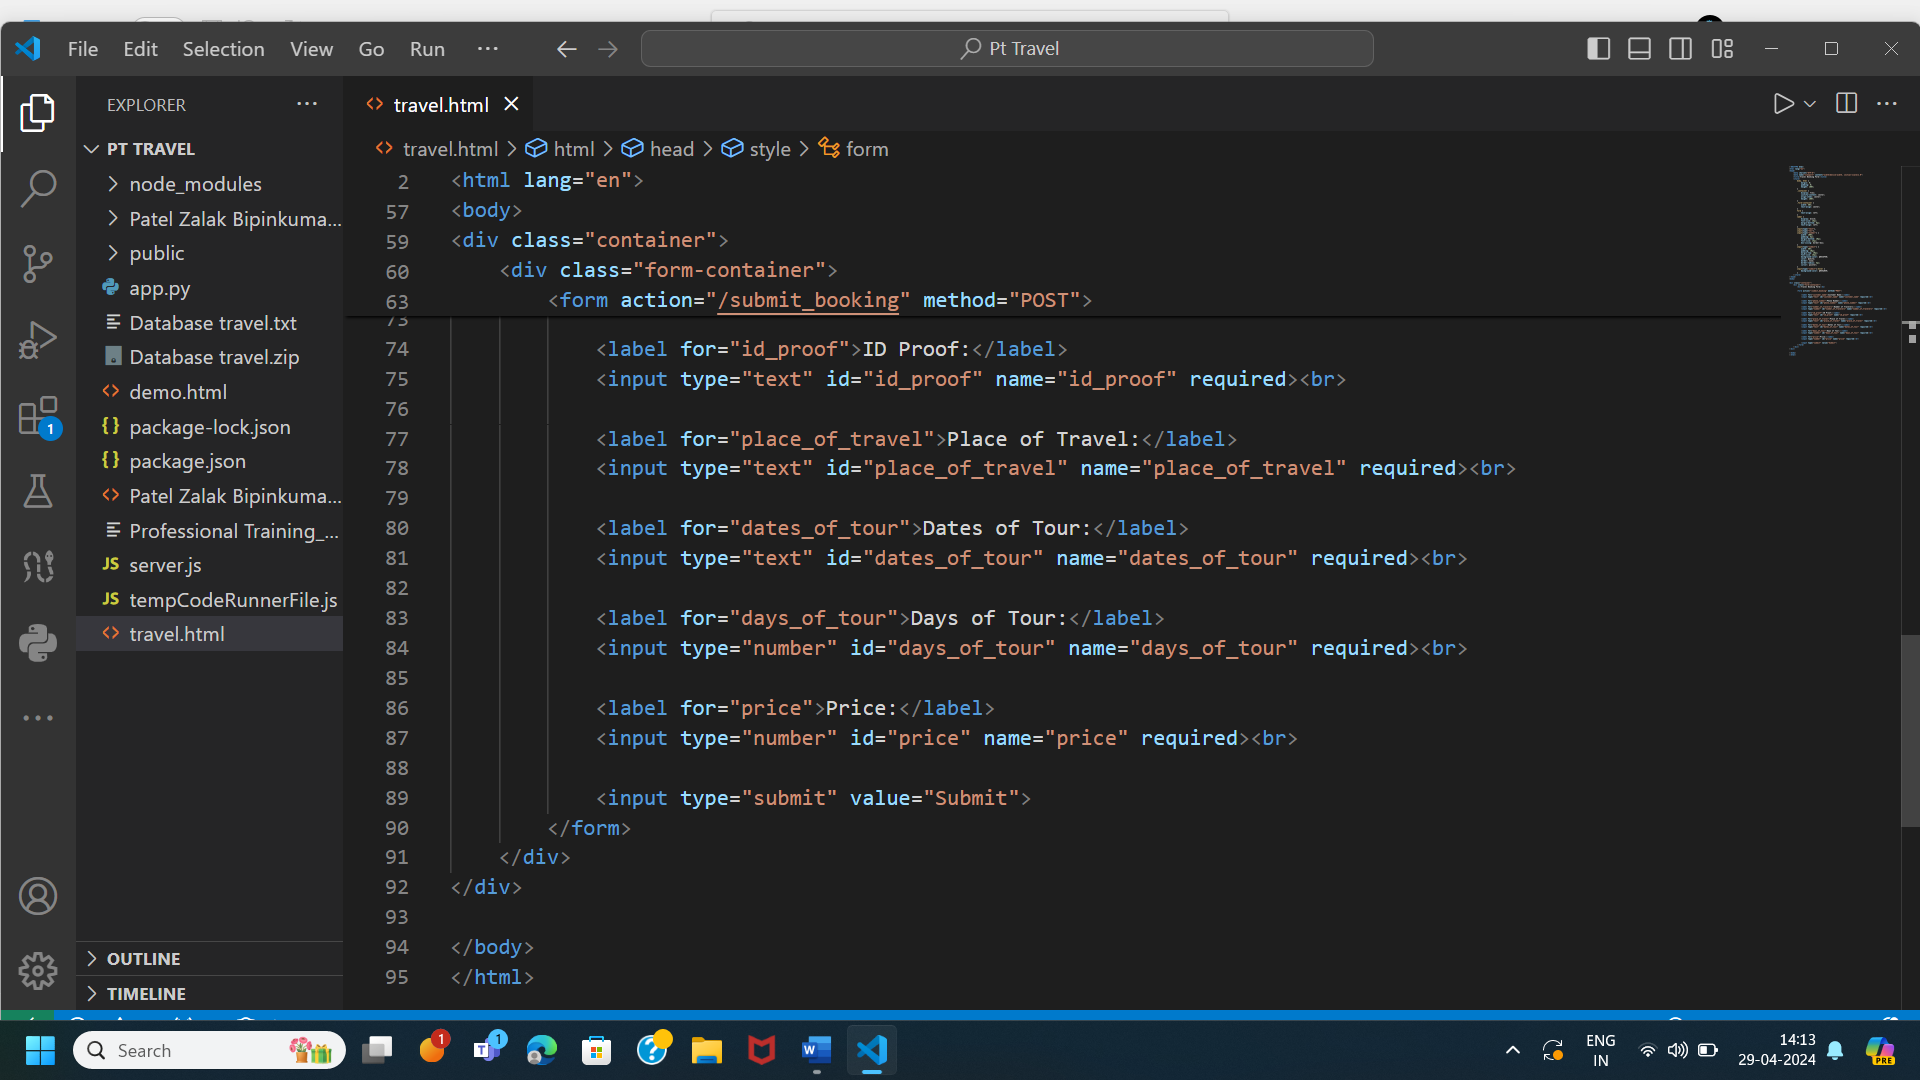 File Edit Selection View Go Run ···
Pt Travel
EXPLORER ···
travel.html
PT TRAVEL
travel.html > html > head > style > form
node_modules
Patel Zalak Bipinkuma...
public
app.py
Database travel.txt
Database travel.zip
demo.html
package-lock.json
package.json
Patel Zalak Bipinkuma...
Professional Training_...
server.js
tempCodeRunnerFile.js
travel.html
OUTLINE
TIMELINE
1
2 <html lang="en">
57 <body>
59 <div class="container">
60 <div class="form-container">
63 <form action="/submit_booking" method="POST">
73
74 <label for="id_proof">ID Proof:</label>
75 <input type="text" id="id_proof" name="id_proof" required><br>
76
77 <label for="place_of_travel">Place of Travel:</label>
78 <input type="text" id="place_of_travel" name="place_of_travel" required><br>
79
80 <label for="dates_of_tour">Dates of Tour:</label>
81 <input type="text" id="dates_of_tour" name="dates_of_tour" required><br>
82
83 <label for="days_of_tour">Days of Tour:</label>
84 <input type="number" id="days_of_tour" name="days_of_tour" required><br>
85
86 <label for="price">Price:</label>
87 <input type="number" id="price" name="price" required><br>
88
89 <input type="submit" value="Submit">
90 </form>
91 </div>
92 </div>
93
94 </body>
95 </html>
Search
1
1
ENG
IN
14:13
29-04-2024
PRE